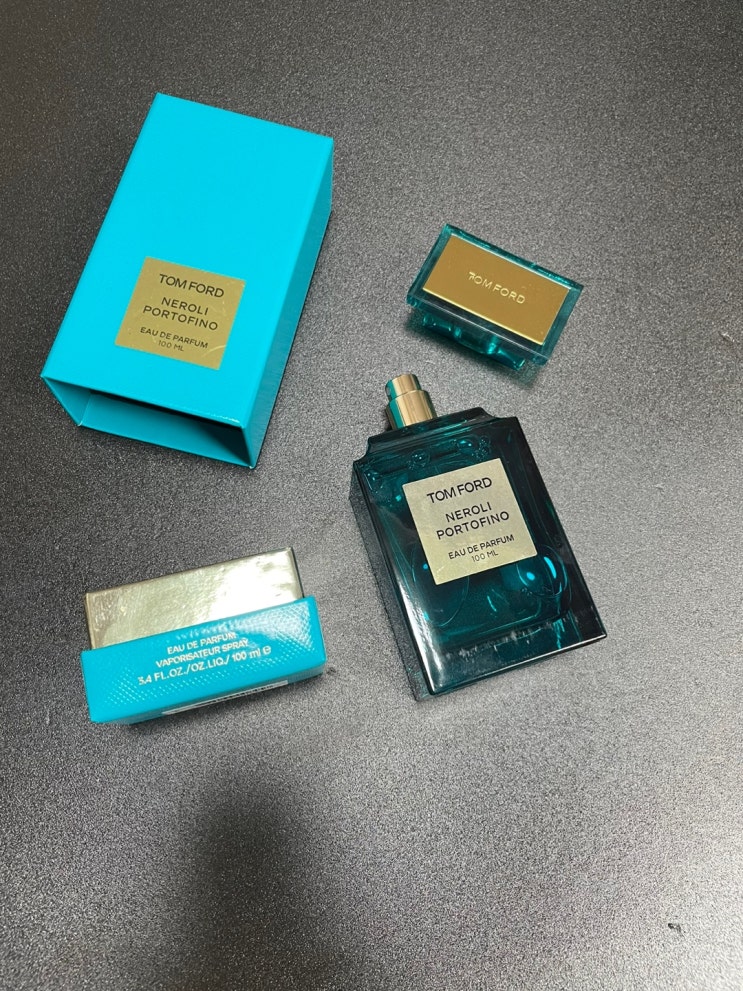 TOM FORD
NEROLI
PORTOFINO
EAU DE PARFUM
100 ML
TOM FORD
TOM FORD
NEROLI
PORTOFINO
EAU DE PARFUM
100 ML
EAU DE PARFUM
VAPORISATEUR SPRAY
3.4 FL.OZ./OZ.LIQ./ 100 ml ℮